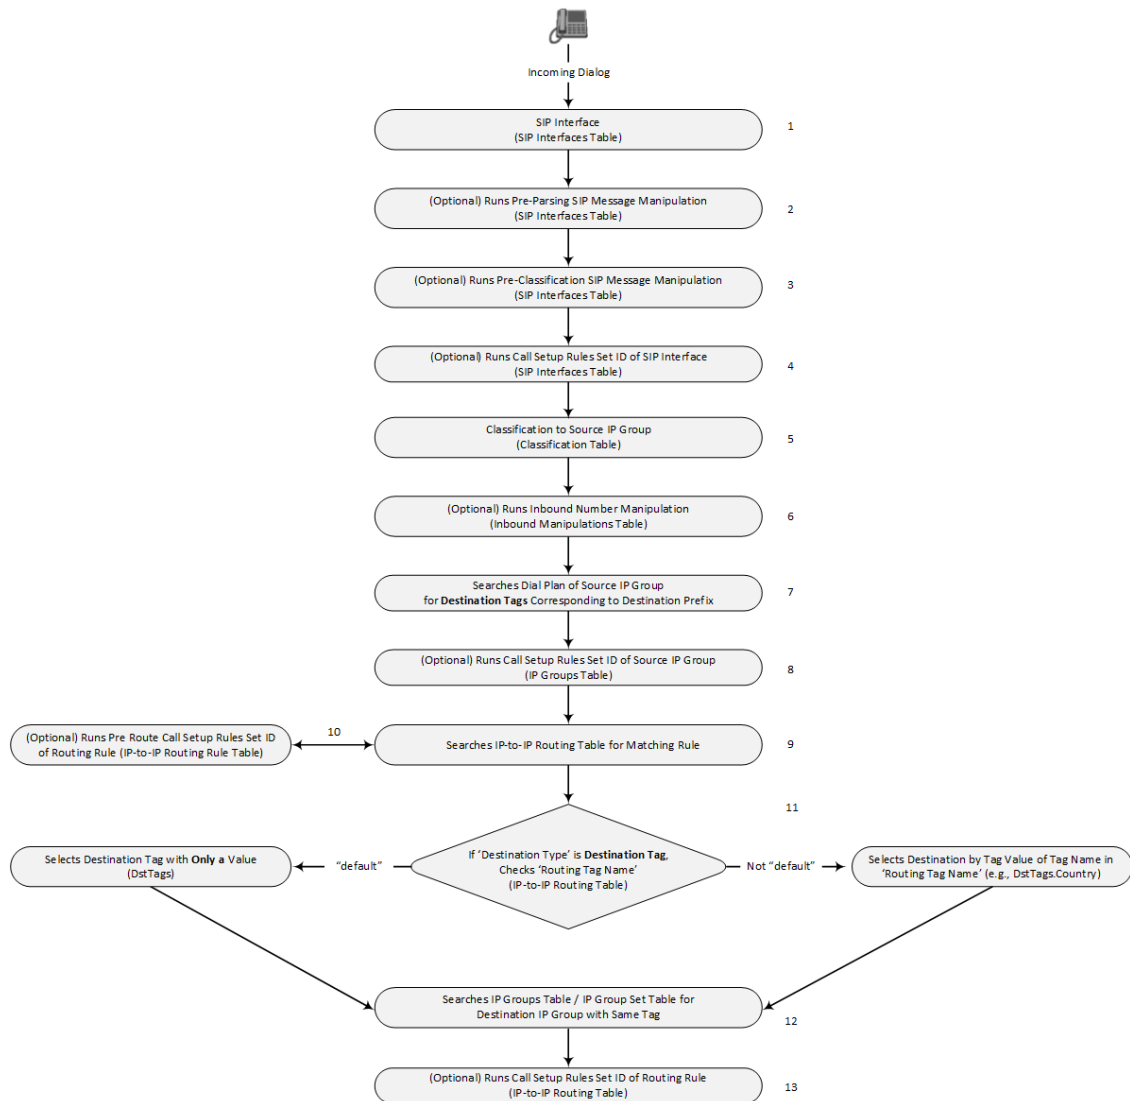 Incoming Dialog
SIP Interface
(SIP Interfaces Table)
1
(Optional) Runs Pre-Parsing SIP Message Manipulation
(SIP Interfaces Table)
2
(Optional) Runs Pre-Classification SIP Message Manipulation
(SIP Interfaces Table)
3
(Optional) Runs Call Setup Rules Set ID of SIP Interface
(SIP Interfaces Table)
4
Classification to Source IP Group
(Classification Table)
5
(Optional) Runs Inbound Number Manipulation
(Inbound Manipulations Table)
6
Searches Dial Plan of Source IP Group
for Destination Tags Corresponding to Destination Prefix
7
(Optional) Runs Call Setup Rules Set ID of Source IP Group
(IP Groups Table)
8
(Optional) Runs Pre Route Call Setup Rules Set ID
of Routing Rule (IP-to-IP Routing Rule Table)
10
Searches IP-to-IP Routing Table for Matching Rule
9
11
Selects Destination Tag with Only a Value
(DstTags)
“default”
If ‘Destination Type’ is Destination Tag,
Checks ‘Routing Tag Name’
(IP-to-IP Routing Table)
Not “default”
Selects Destination by Tag Value of Tag Name in
‘Routing Tag Name’ (e.g., DstTags.Country)
Searches IP Groups Table / IP Group Set Table for
Destination IP Group with Same Tag
12
(Optional) Runs Call Setup Rules Set ID of Routing Rule
(IP-to-IP Routing Table)
13